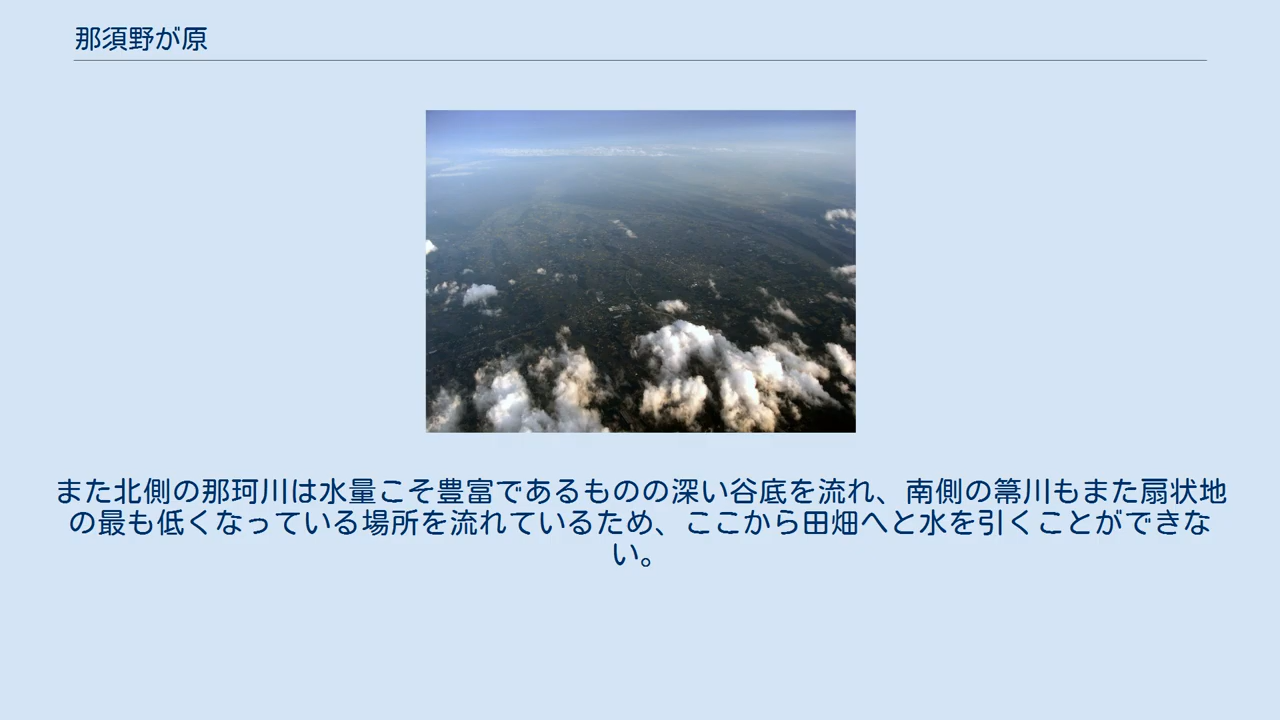 那須野が原
また北側の那珂川は水量こそ豊富であるものの深い谷底を流れ、南側の箒川もまた扇状地
の最も低くなっている場所を流れているため、ここから田畑へと水を引くことができな
い。